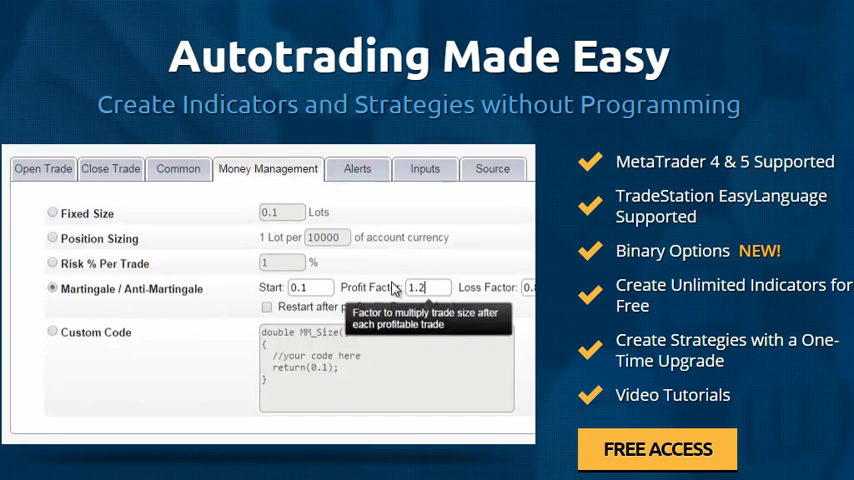 Autotrading Made Easy
Create Indicators and Strategies without Programming
Open Trade Close Trade Common Money Management Alerts Inputs Source
Fixed Size 0.1 Lots
Position Sizing 1 Lot per 10000 of account currency
Risk % Per Trade 1 %
Martingale / Anti-Martingale Start: 0.1 Profit Factor 1.2 Loss Factor:
Restart after
Factor to multiply trade size after
each profitable trade
Custom Code
double MM_Size(
{
//your code here
return(0.1);
}
MetaTrader 4 & 5 Supported
TradeStation EasyLanguage
Supported
Binary Options NEW!
Create Unlimited Indicators for
Free
Create Strategies with a One-
Time Upgrade
Video Tutorials
FREE ACCESS